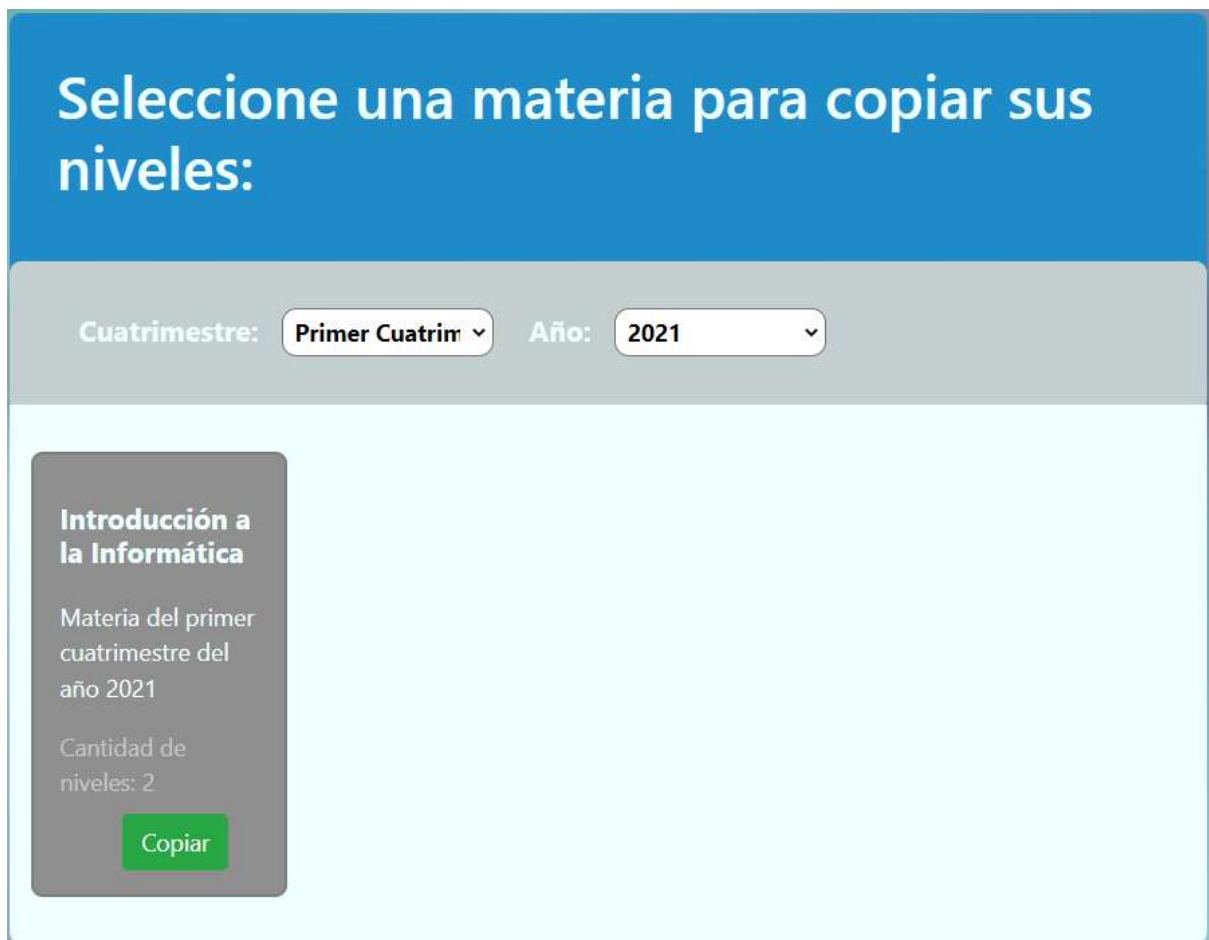 Seleccione una materia para copiar sus
niveles:
Cuatrimestre: Primer Cuatrim Año: 2021
Introducción a
la Informática
Materia del primer
cuatrimestre del
año 2021
Cantidad de
niveles: 2
Copiar